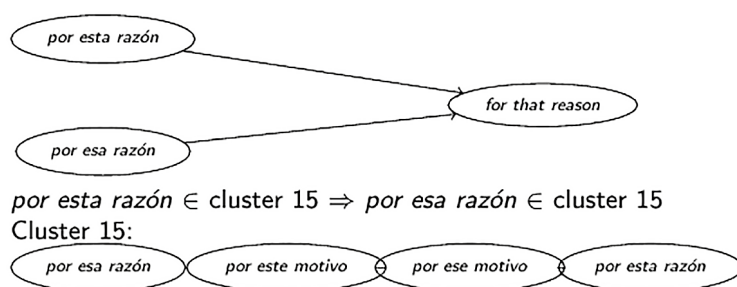 por esta razón
for that reason
por esa razón
por esta razón ∈ cluster 15 ⇒ por esa razón ∈ cluster 15
Cluster 15:
por esa razón por este motivo por ese motivo por esta razón